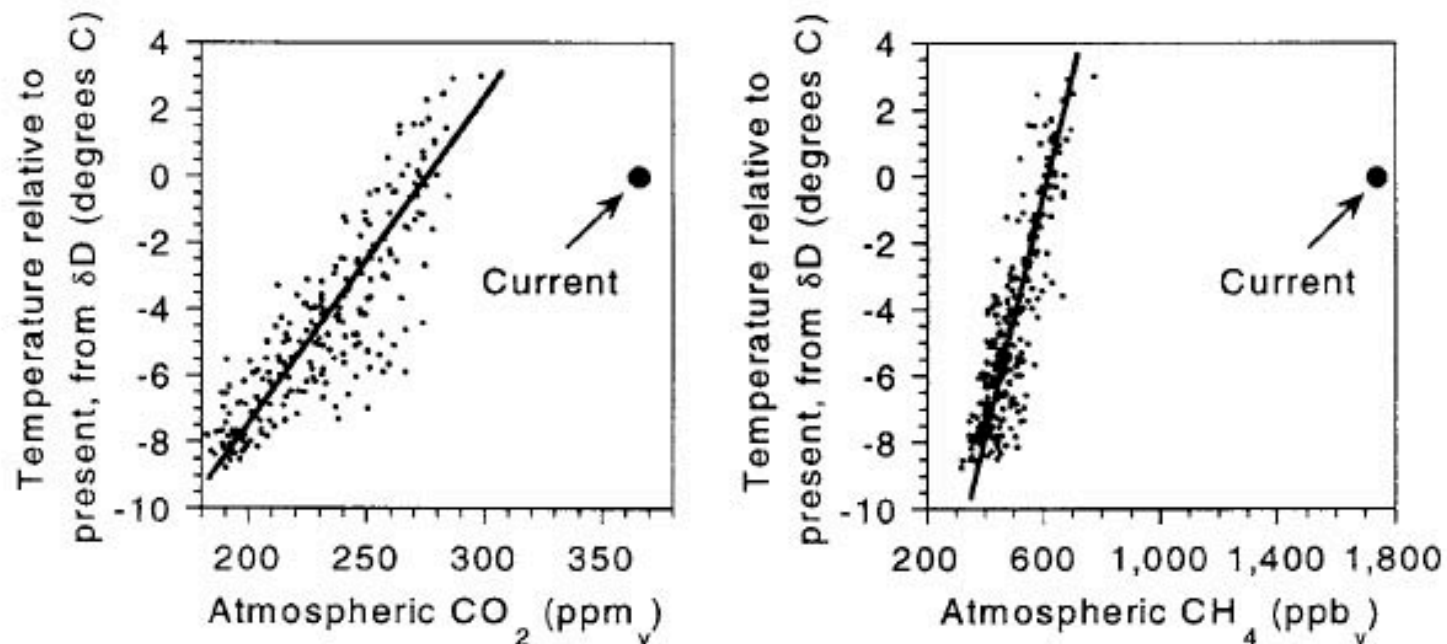 Temperature relative to
present, from δD (degrees C)
4
2
0
-2
-4
-6
-8
-10
Current
200 250 300 350
Atmospheric CO2 (ppmv)
Temperature relative to
present, from δD (degrees C)
4
2
0
-2
-4
-6
-8
-10
Current
200 600 1,000 1,400 1,800
Atmospheric CH4 (ppbv)